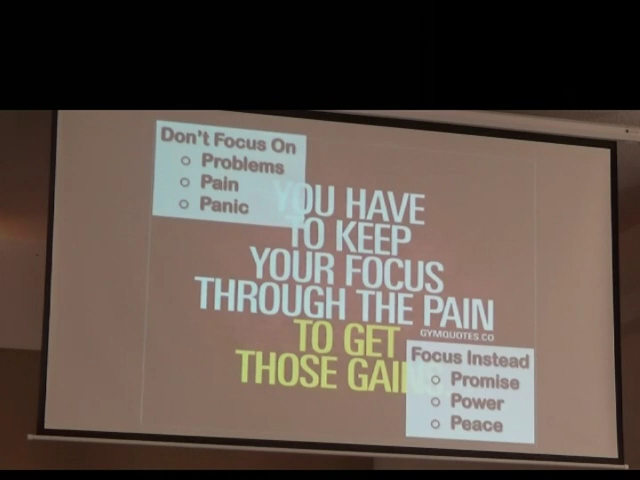 Don't Focus On
Problems
Pain
Panic
YOU HAVE
TO KEEP
YOUR FOCUS
THROUGH THE PAIN
GYMQUOTES.CO
TO GET
THOSE GAINS
Focus Instead
Promise
Power
Peace